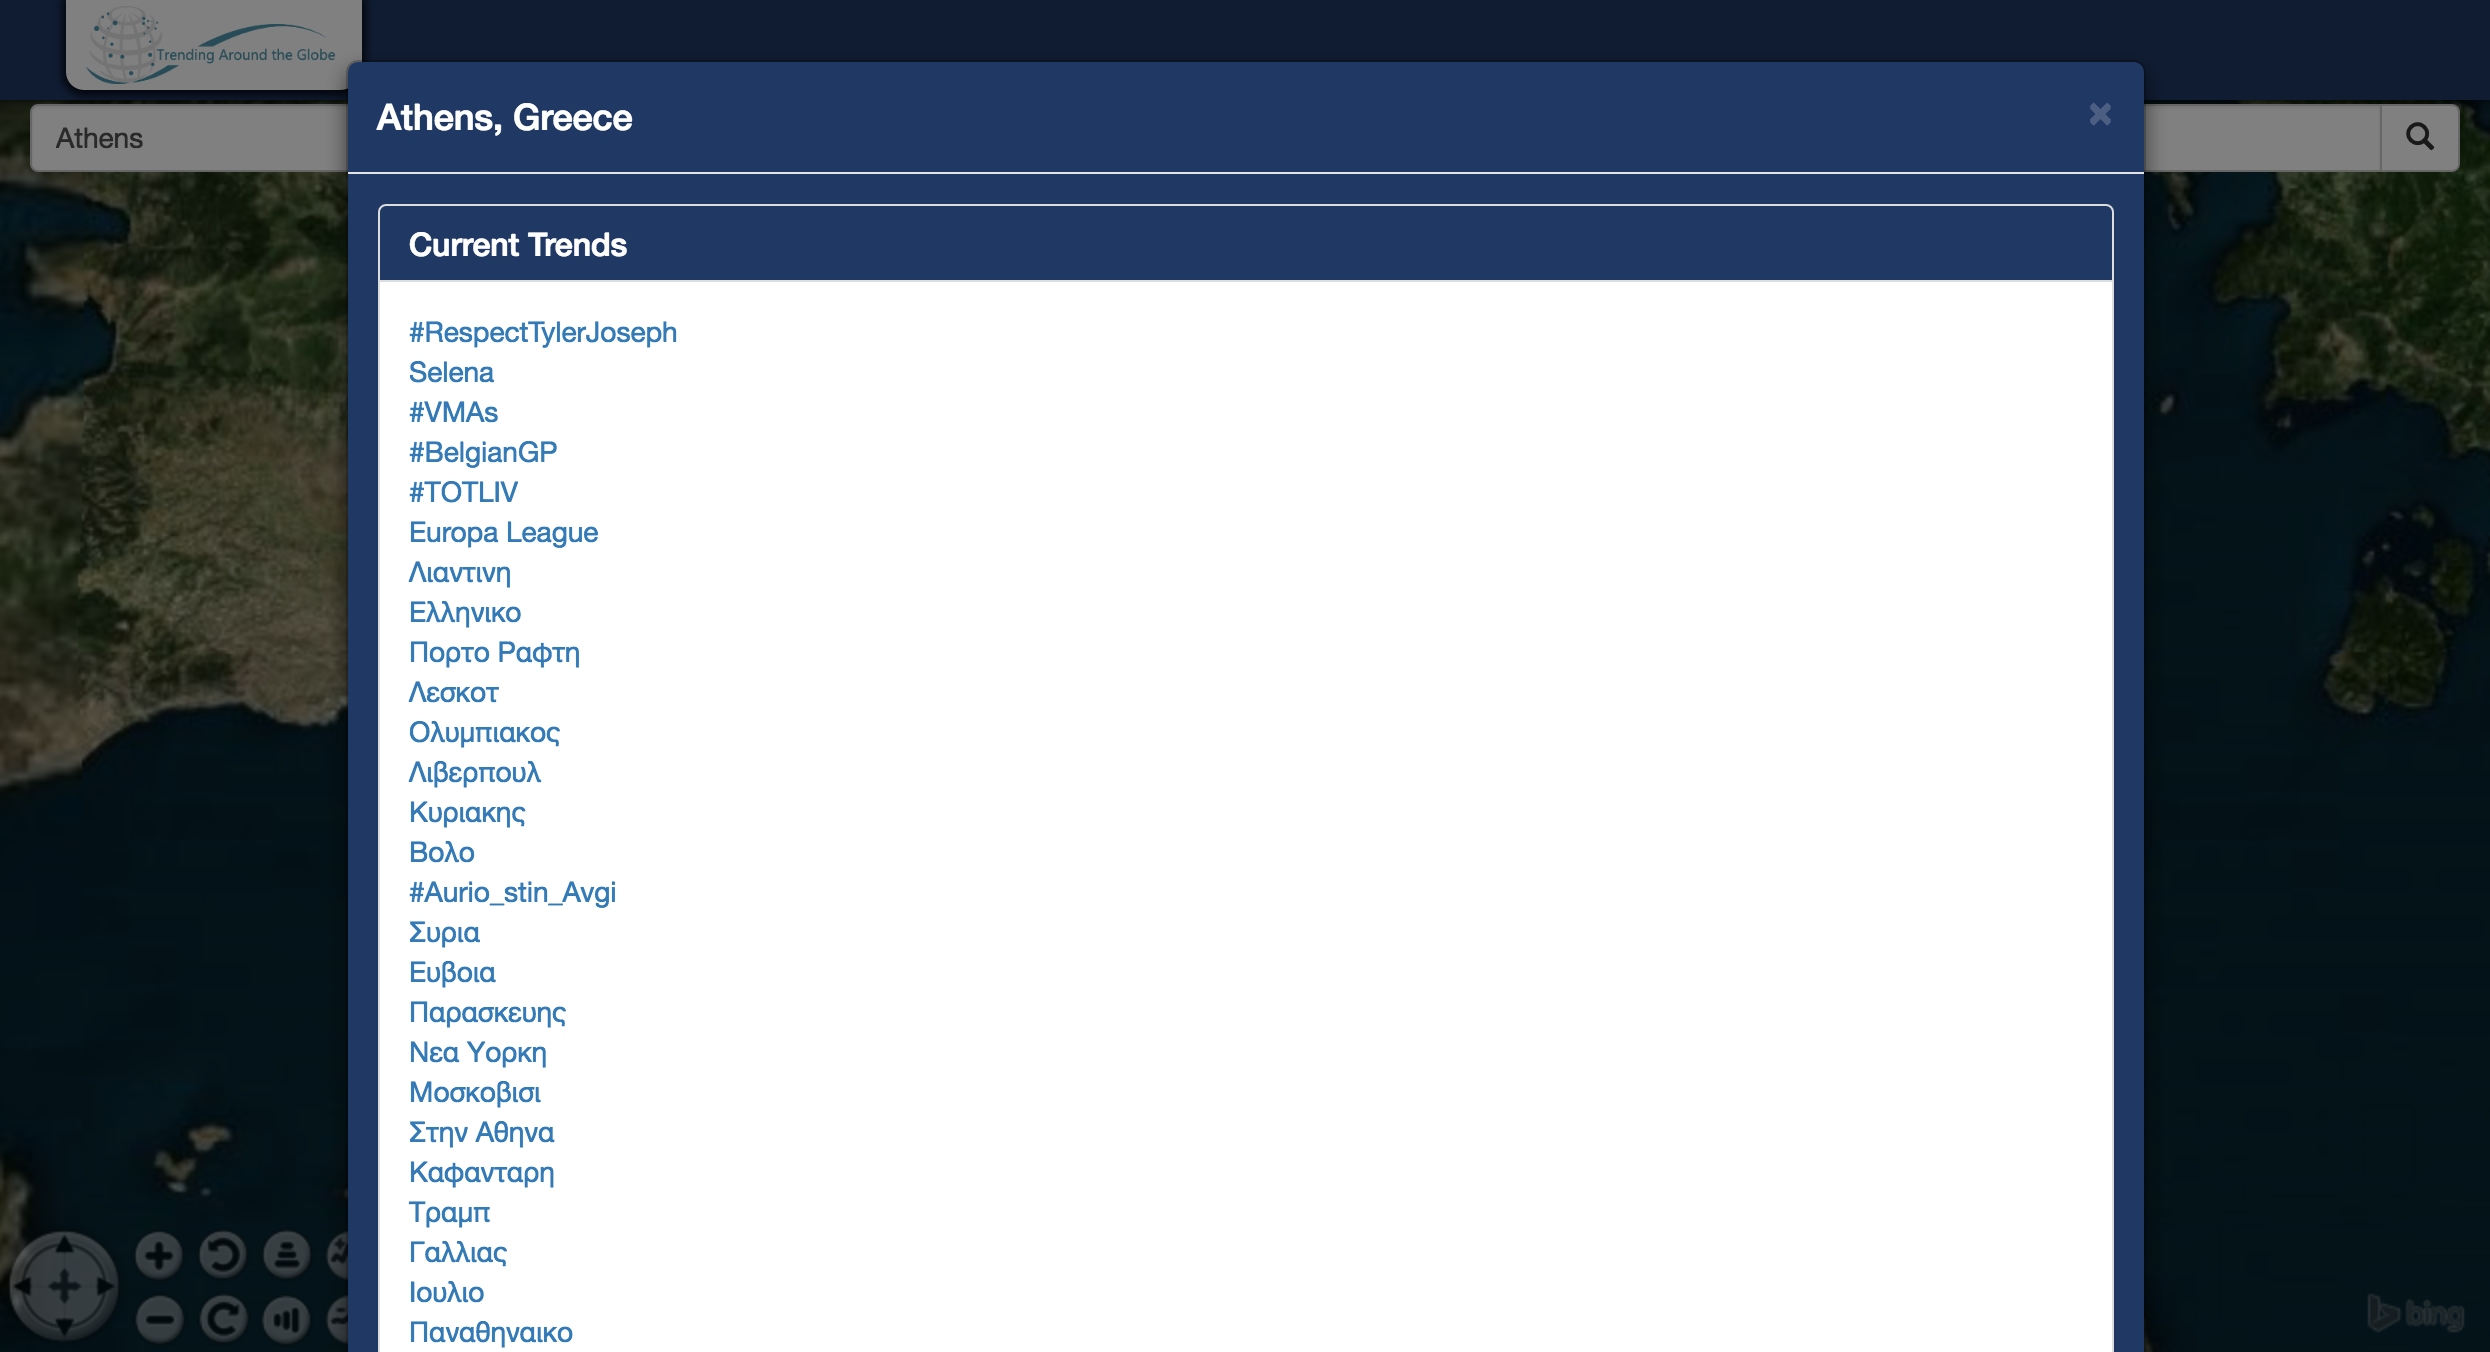 Trending Around the Globe
Athens
Athens, Greece
×
Current Trends
#RespectTylerJoseph
Selena
#VMAs
#BelgianGP
#TOTLIV
Europa League
Λιαντινη
Ελληνικο
Πορτο Ραφτη
Λεσκοτ
Ολυμπιακος
Λιβερπουλ
Κυριακης
Βολο
#Aurio_stin_Avgi
Συρια
Ευβοια
Παρασκευης
Νεα Υορκη
Μοσκοβισι
Στην Αθηνα
Καφανταρη
Τραμπ
Γαλλιας
Ιουλιο
Παναθηναικο
bing